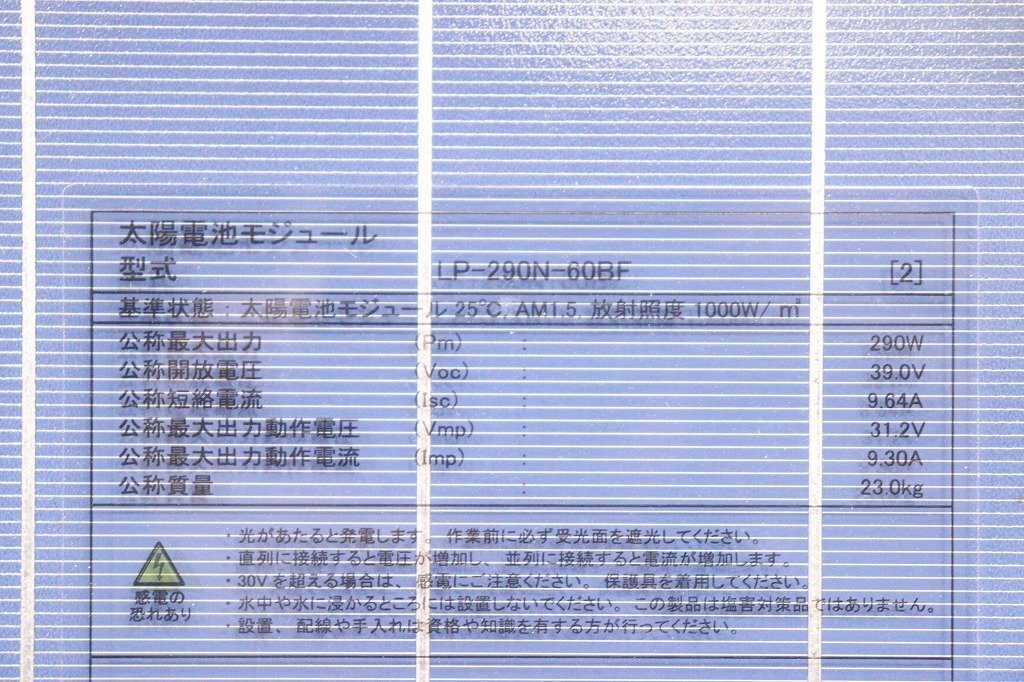 太陽電池モジュール
型式 LP-290N-60BF [2]
基準状態 : 太陽電池モジュール 25℃, AM1.5, 放射照度 1000W/ ㎡
公称最大出力 (Pm) : 290W
公称開放電圧 (Voc) : 39.0V
公称短絡電流 (Isc) : 9.64A
公称最大出力動作電圧 (Vmp) : 31.2V
公称最大出力動作電流 (Imp) : 9.30A
公称質量 : 23.0kg
感電の
恐れあり
・光があたると発電します。 作業前に必ず受光面を遮光してください。
・直列に接続すると電圧が増加し、 並列に接続すると電流が増加します。
・30Vを超える場合は、 感電にご注意ください。 保護具を着用してください。
・水中や水に浸かるところには設置しないでください。 この製品は塩害対策品ではありません。
・設置、 配線や手入れは資格や知識を有する方が行ってください。